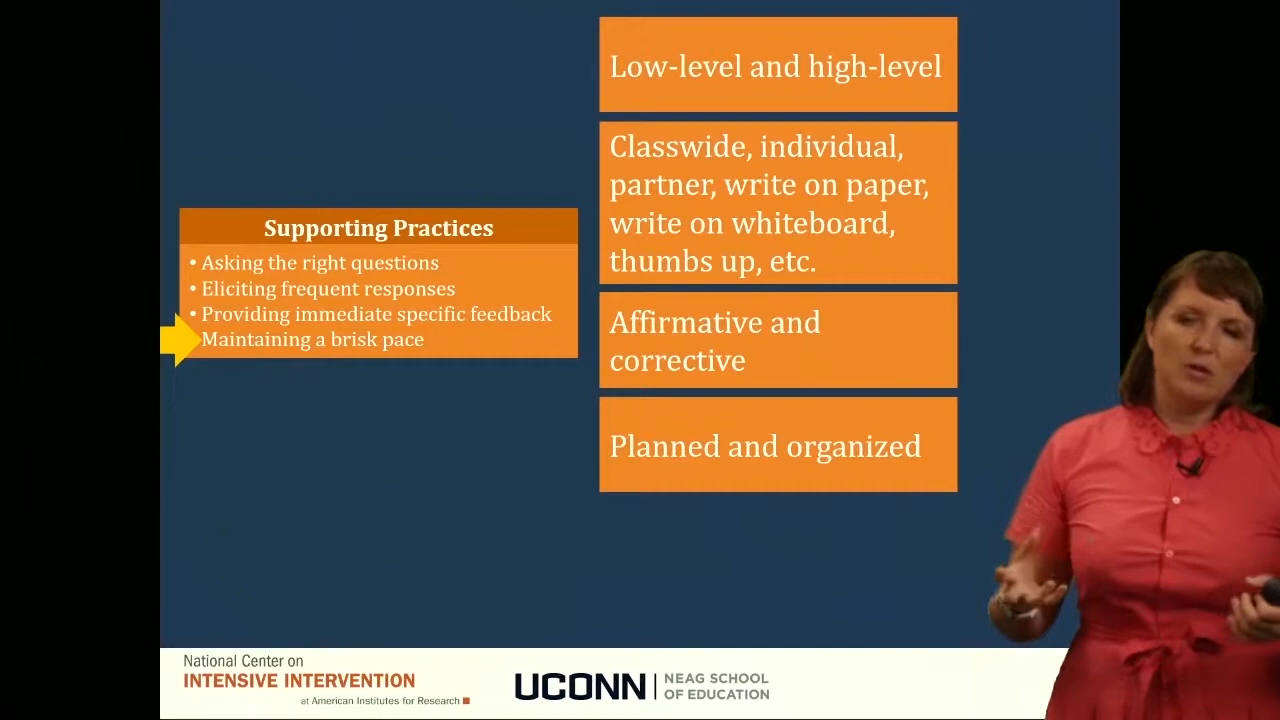 Low-level and high-level
Classwide, individual,
partner, write on paper,
write on whiteboard,
thumbs up, etc.
Supporting Practices
• Asking the right questions
• Eliciting frequent responses
• Providing immediate specific feedback
Maintaining a brisk pace
Affirmative and
corrective
Planned and organized
National Center on
INTENSIVE INTERVENTION
at American Institutes for Research
UCONN
NEAG SCHOOL
OF EDUCATION